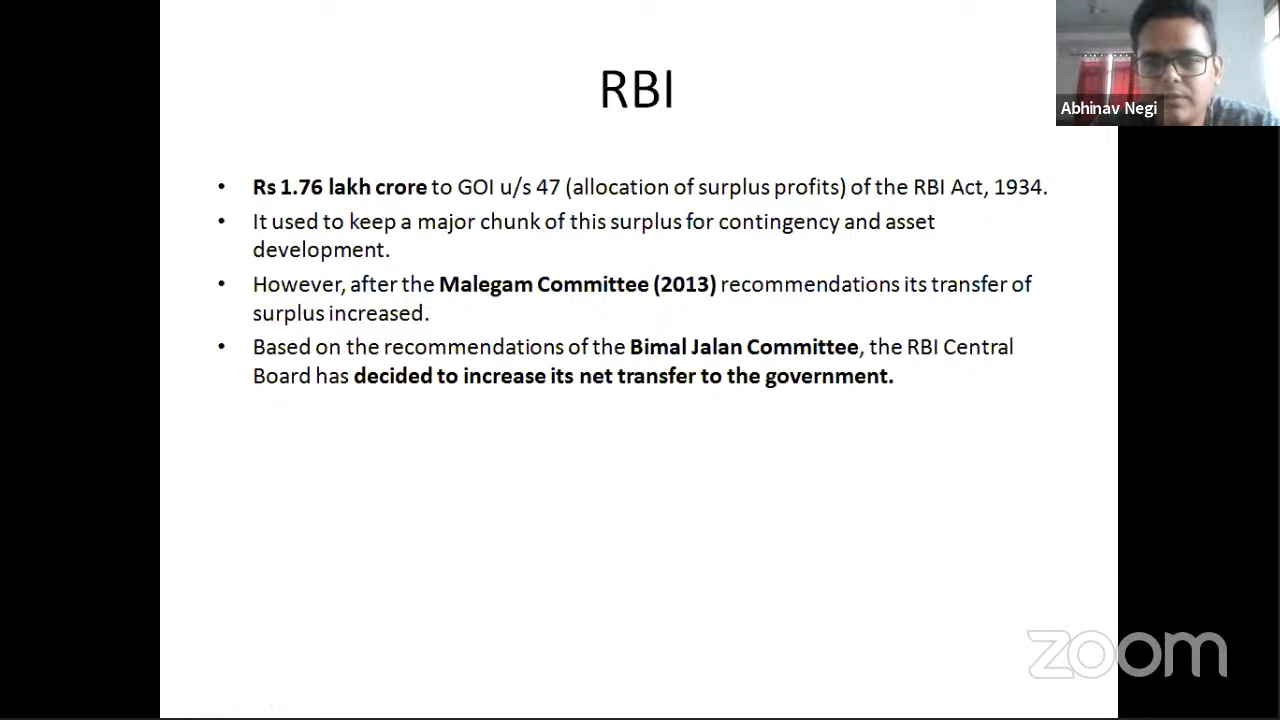 RBI
Abhinav Negi
• Rs 1.76 lakh crore to GOI u/s 47 (allocation of surplus profits) of the RBI Act, 1934.
• It used to keep a major chunk of this surplus for contingency and asset
development.
• However, after the Malegam Committee (2013) recommendations its transfer of
surplus increased.
• Based on the recommendations of the Bimal Jalan Committee, the RBI Central
Board has decided to increase its net transfer to the government.
zoom